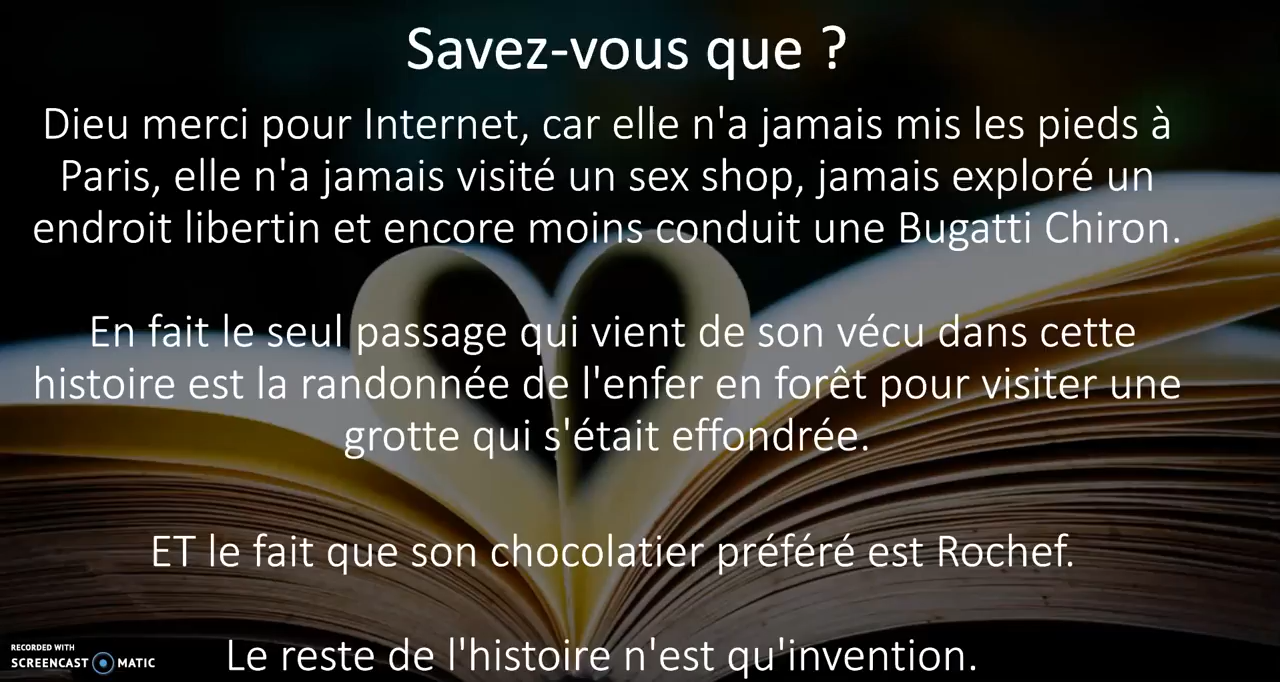 Savez-vous que ?
Dieu merci pour Internet, car elle n'a jamais mis les pieds à
Paris, elle n'a jamais visité un sex shop, jamais exploré un
endroit libertin et encore moins conduit une Bugatti Chiron.
En fait le seul passage qui vient de son vécu dans cette
histoire est la randonnée de l'enfer en forêt pour visiter une
grotte qui s'était effondrée.
ET le fait que son chocolatier préféré est Rochef.
Le reste de l'histoire n'est qu'invention.
RECORDED WITH
SCREENCAST MATIC